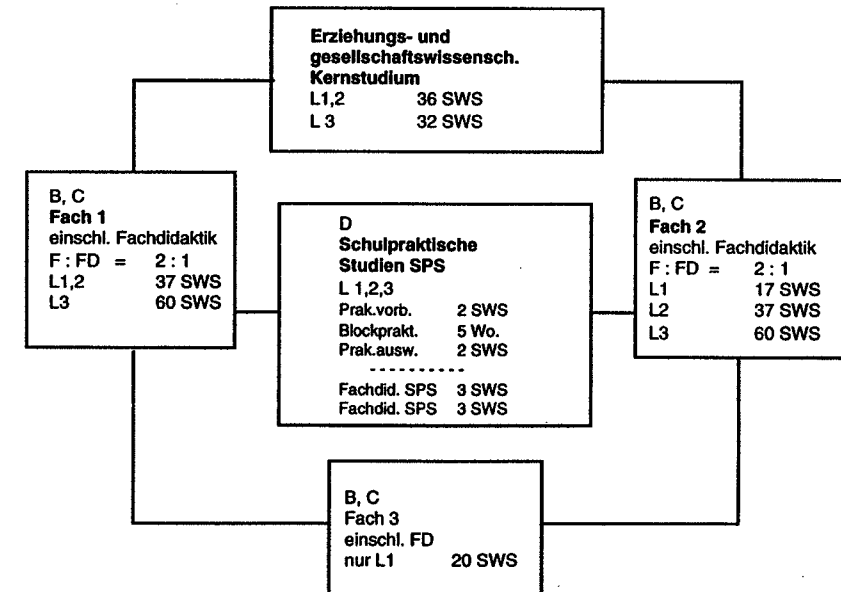 Erziehungs- und
gesellschaftswissensch.
Kernstudium
L1,2 36 SWS
L 3 32 SWS
B, C
Fach 1
einschl. Fachdidaktik
F : FD = 2 : 1
L1,2 37 SWS
L3 60 SWS
D
Schulpraktische
Studien SPS
L 1,2,3
Prak.vorb. 2 SWS
Blockprakt. 5 Wo.
Prak.ausw. 2 SWS
- - - - - - - - - - -
Fachdid. SPS 3 SWS
Fachdid. SPS 3 SWS
B, C
Fach 2
einschl. Fachdidaktik
F : FD = 2 : 1
L1 17 SWS
L2 37 SWS
L3 60 SWS
B, C
Fach 3
einschl. FD
nur L1 20 SWS